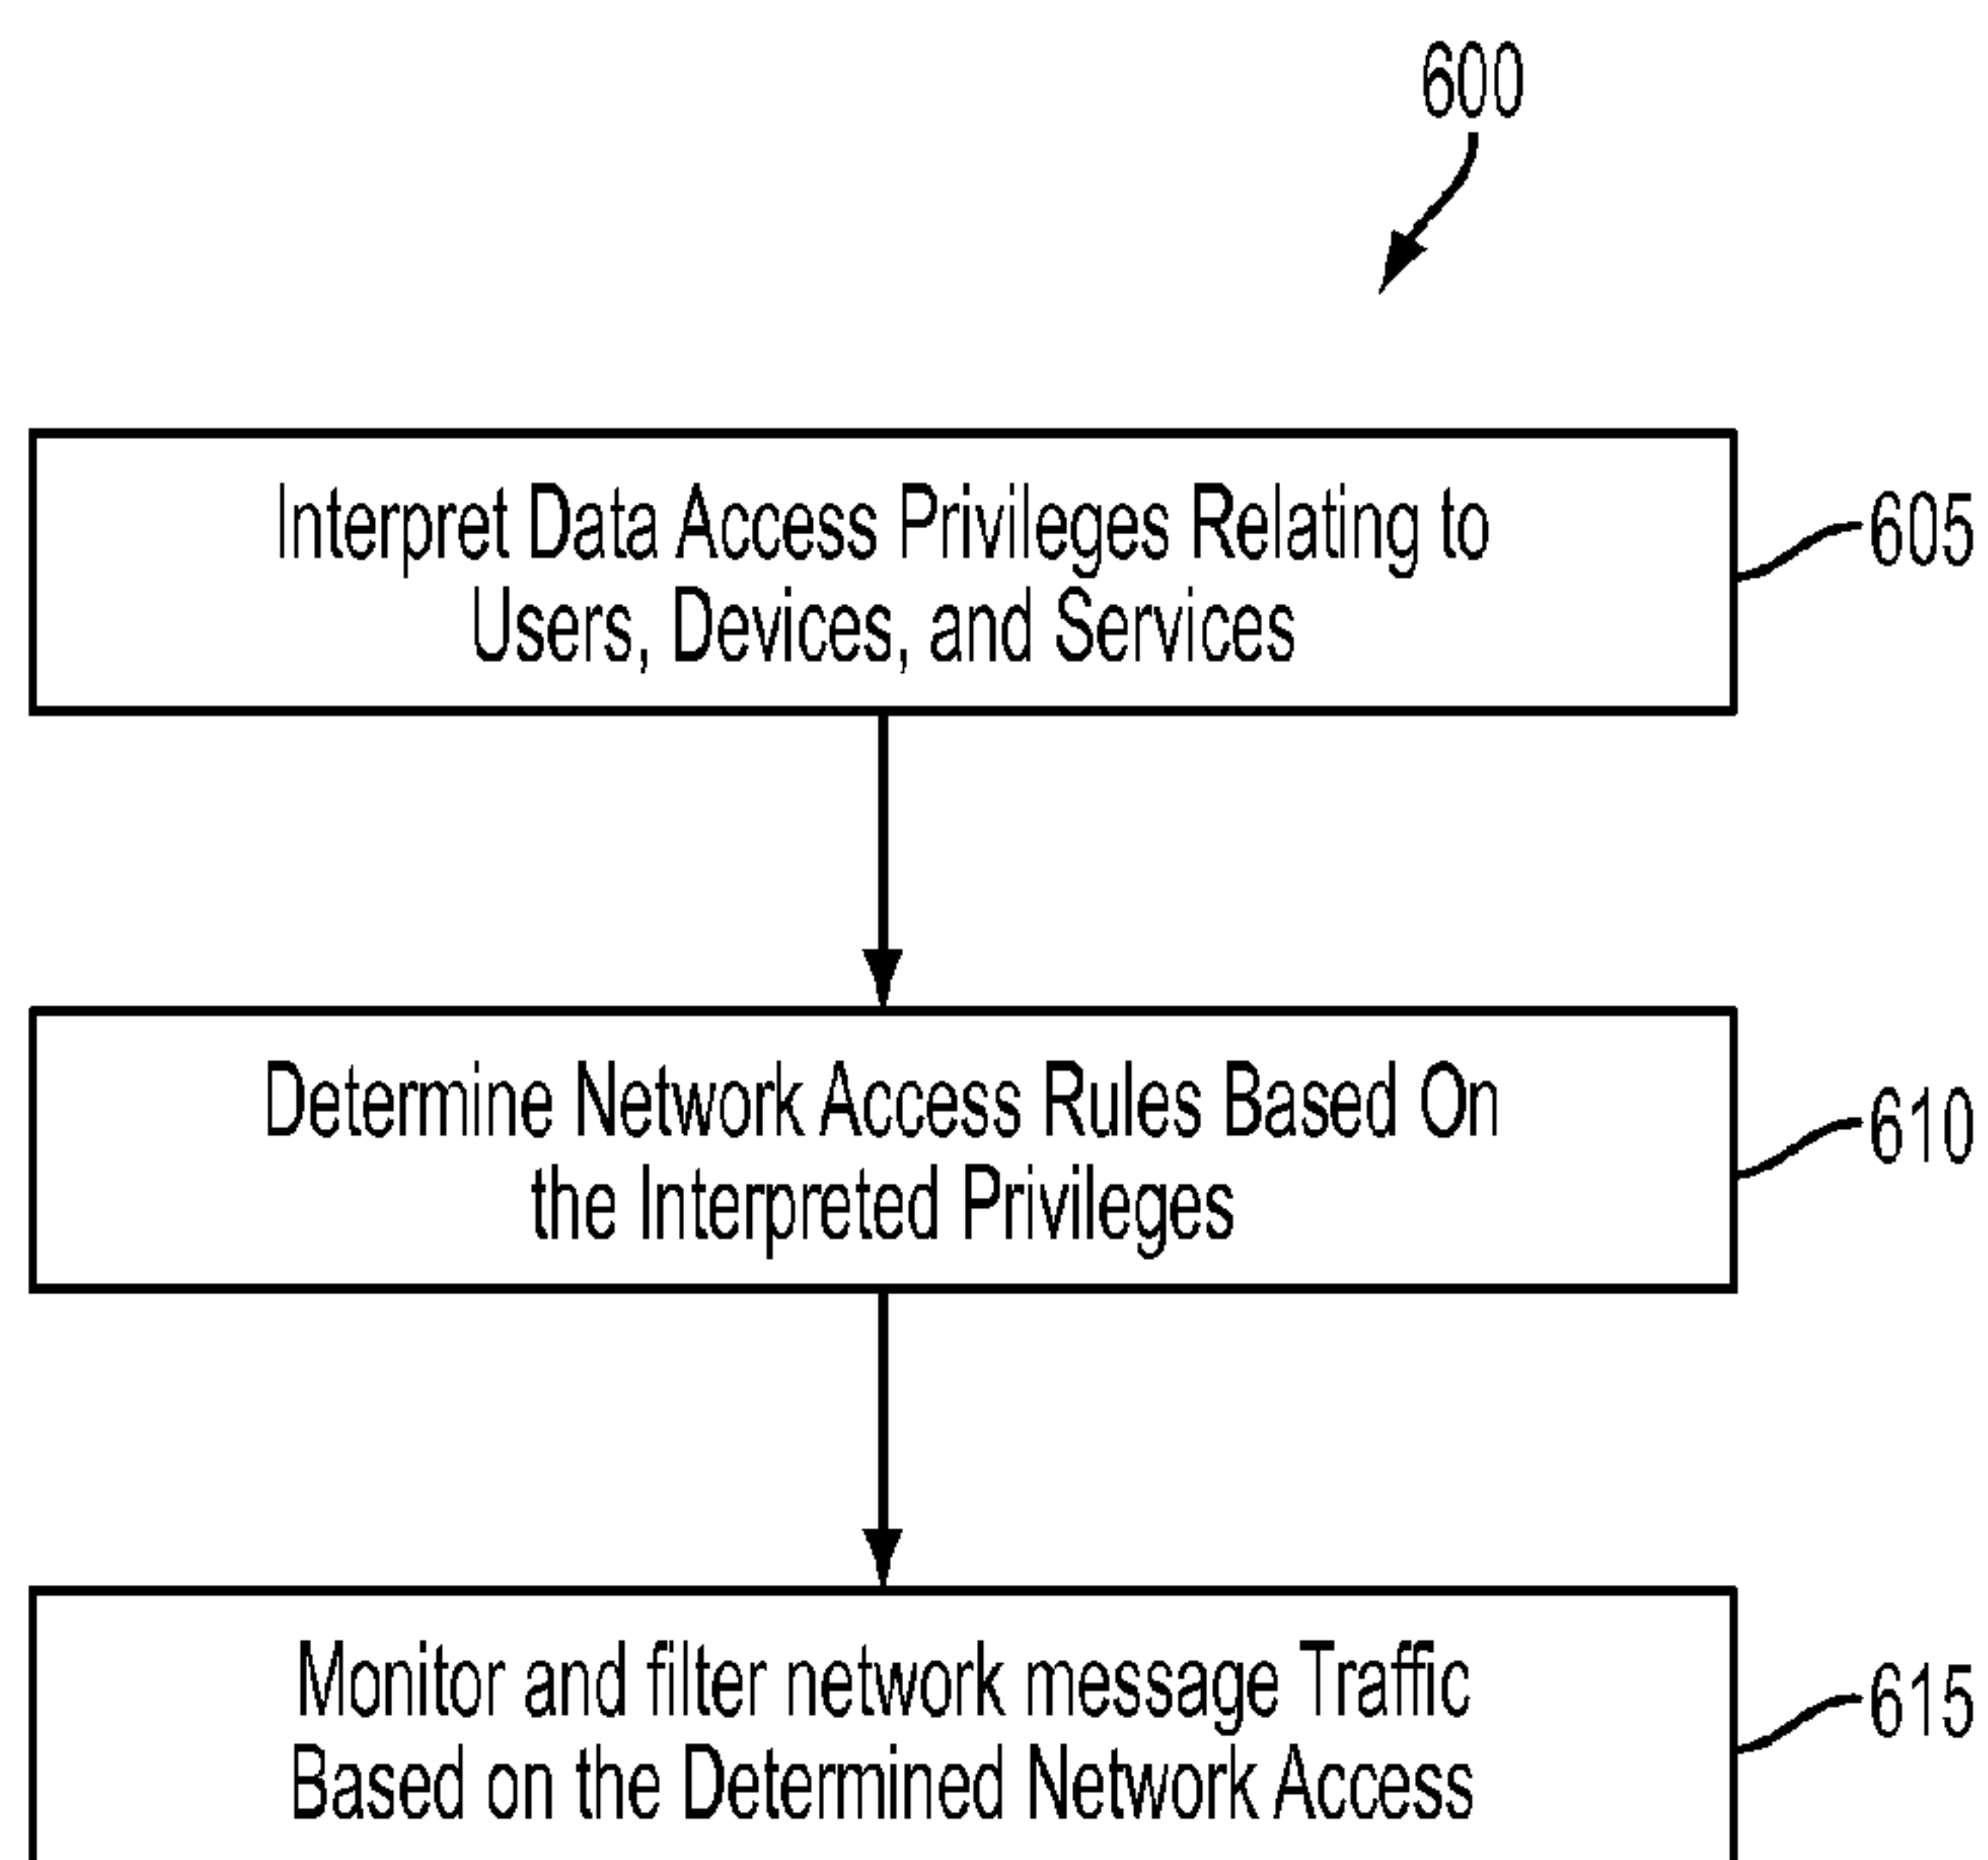 600
Interpret Data Access Privileges Relating to
Users, Devices, and Services
605
Determine Network Access Rules Based On
the Interpreted Privileges
610
Monitor and filter network message Traffic
Based on the Determined Network Access
615